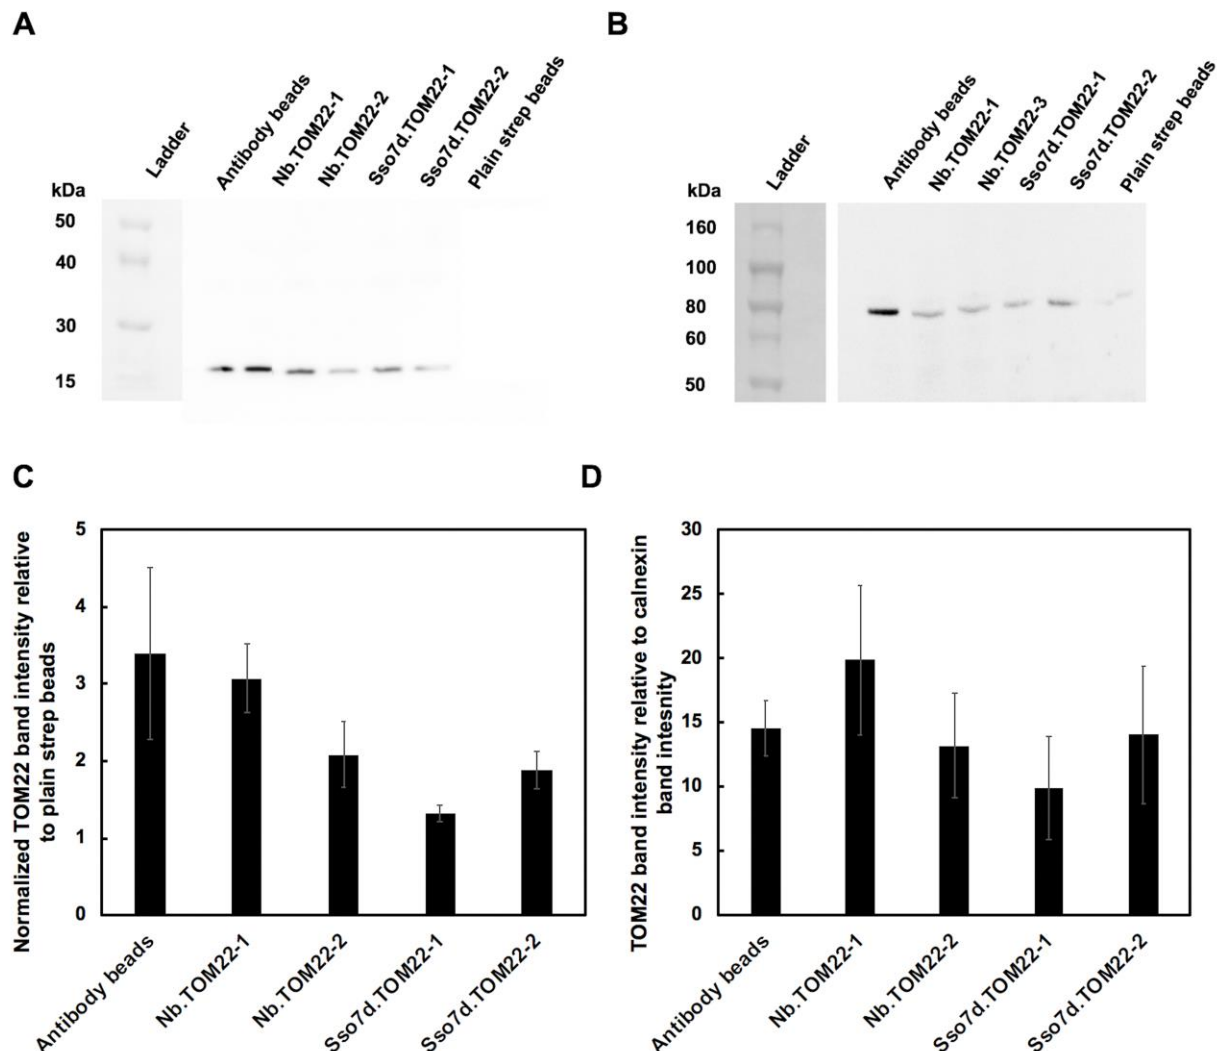 A
Ladder
Antibody beads
Nb.TOM22-1
Nb.TOM22-2
Sso7d.TOM22-1
Sso7d.TOM22-2
Plain strep beads
kDa
50
40
30
15
B
Ladder
Antibody beads
Nb.TOM22-1
Nb.TOM22-3
Sso7d.TOM22-1
Sso7d.TOM22-2
Plain strep beads
kDa
160
100
80
60
50
C
Normalized TOM22 band intensity relative
to plain strep beads
5
4
3
2
1
0
Antibody beads
Nb.TOM22-1
Nb.TOM22-2
Sso7d.TOM22-1
Sso7d.TOM22-2
D
TOM22 band intensity relative to calnexin
band intesnity
30
25
20
15
10
5
0
Antibody beads
Nb.TOM22-1
Nb.TOM22-2
Sso7d.TOM22-1
Sso7d.TOM22-2